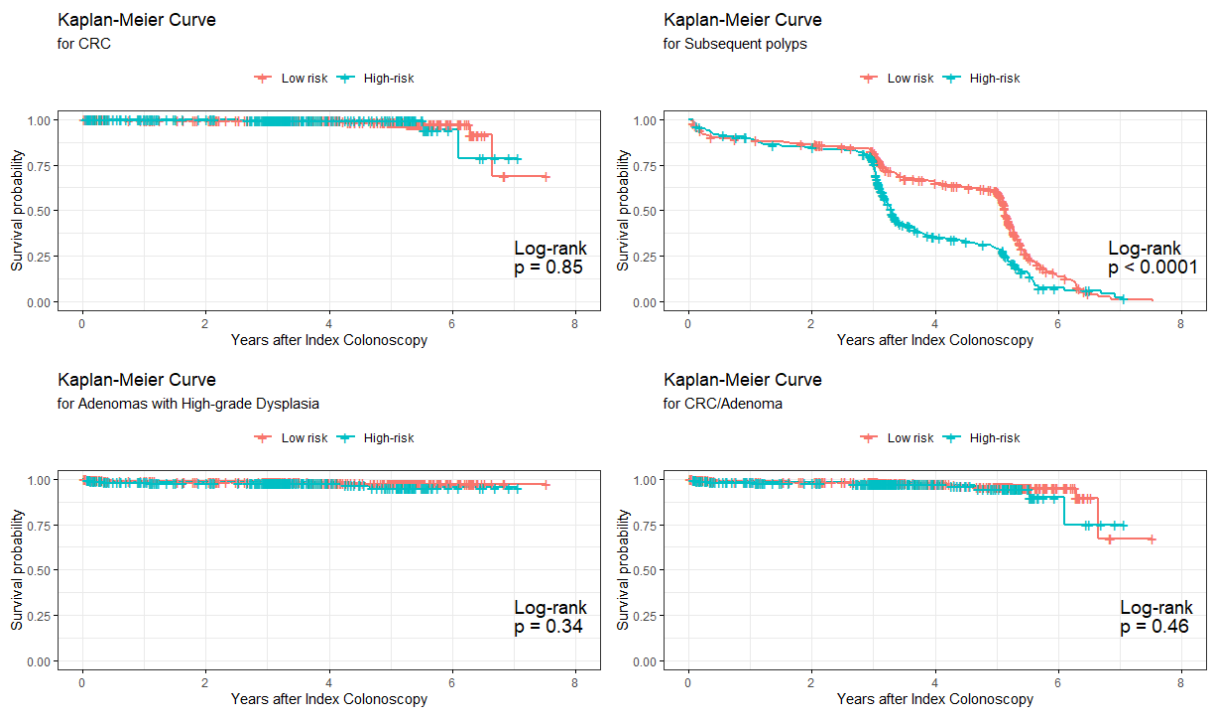 Kaplan-Meier Curve
for CRC
Low risk High-risk
Survival probability
1.00
0.75
0.50
0.25
0.00
Log-rank
p = 0.85
0 2 4 6 8
Years after Index Colonoscopy
Kaplan-Meier Curve
for Subsequent polyps
Low risk High-risk
Survival probability
1.00
0.75
0.50
0.25
0.00
Log-rank
p < 0.0001
0 2 4 6 8
Years after Index Colonoscopy
Kaplan-Meier Curve
for Adenomas with High-grade Dysplasia
Low risk High-risk
Survival probability
1.00
0.75
0.50
0.25
0.00
Log-rank
p = 0.34
0 2 4 6 8
Years after Index Colonoscopy
Kaplan-Meier Curve
for CRC/Adenoma
Low risk High-risk
Survival probability
1.00
0.75
0.50
0.25
0.00
Log-rank
p = 0.46
0 2 4 6 8
Years after Index Colonoscopy